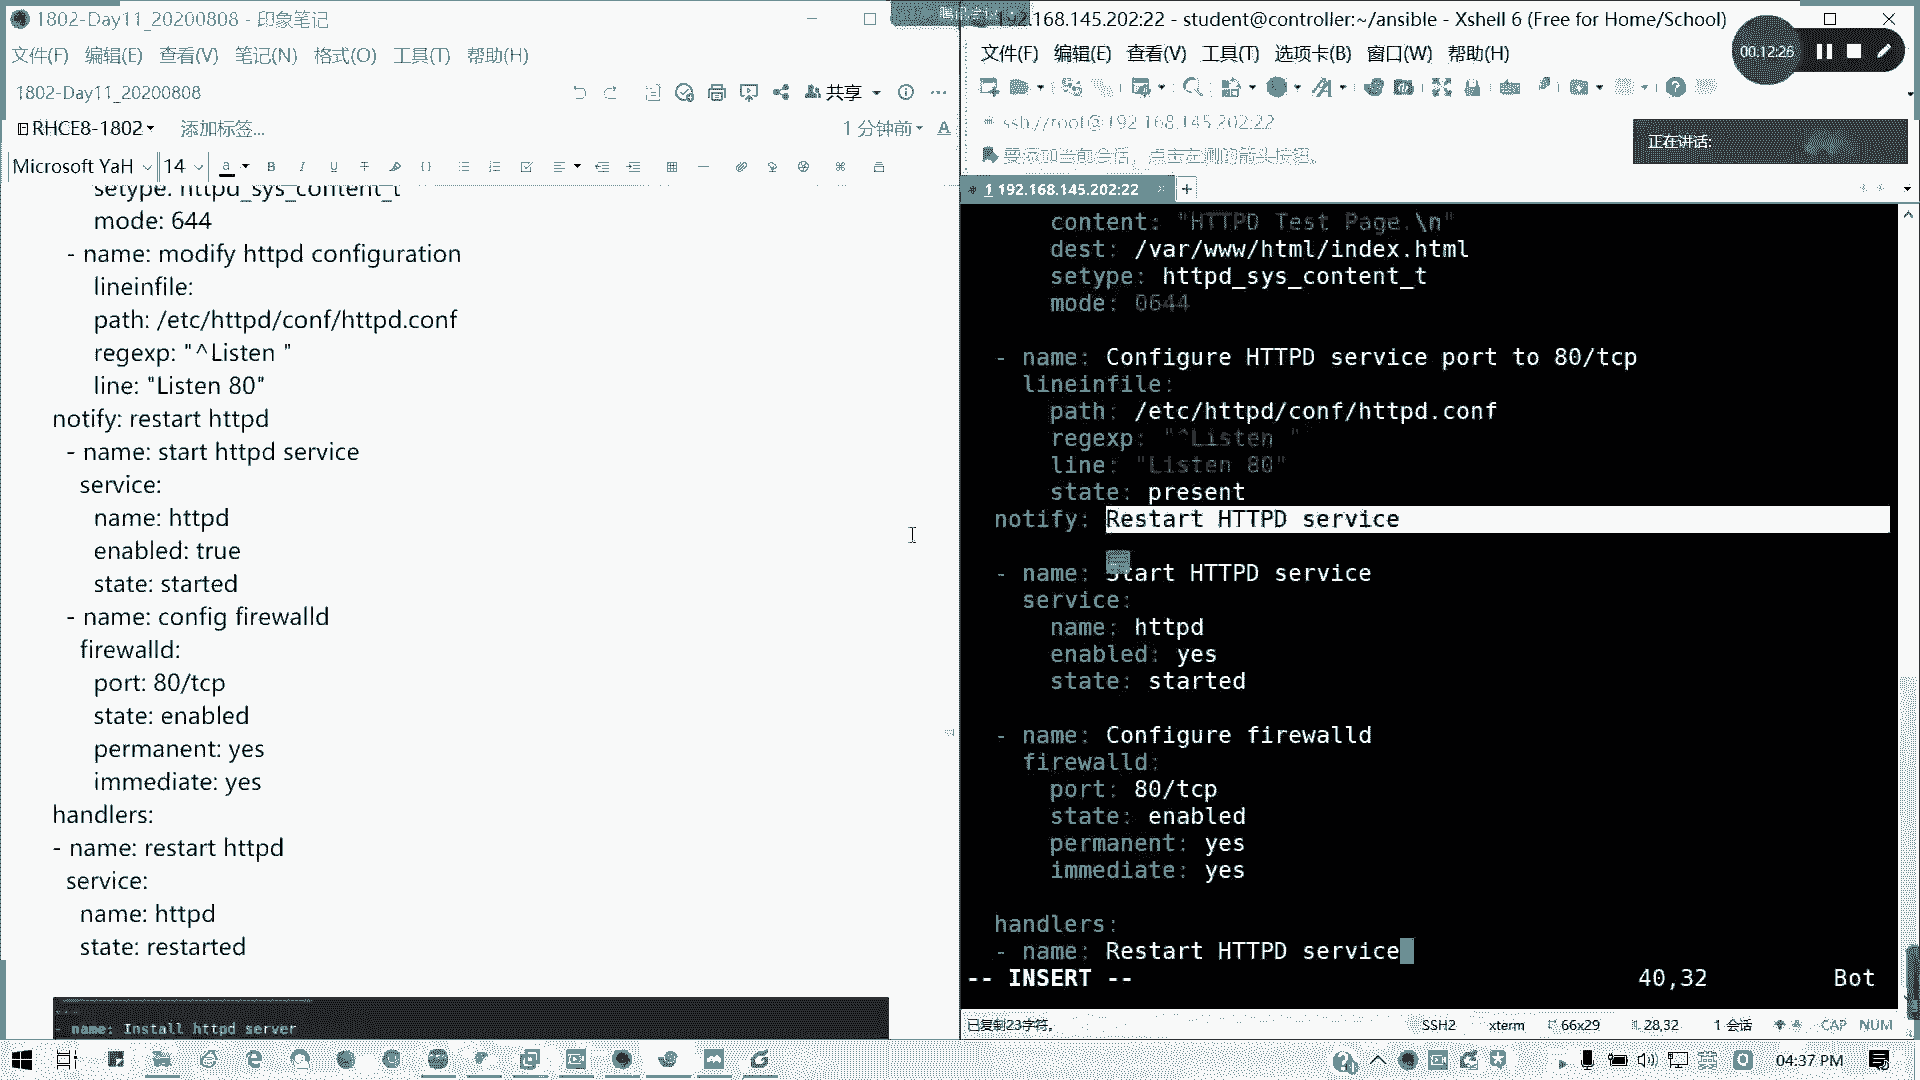 1802-Day11_20200808 - 印象笔记
文件(F) 编辑(E) 查看(V) 笔记(N) 格式(O) 工具(T) 帮助(H)
1802-Day11_20200808
共享
RHCE8-1802
添加标签...
1 分钟前
Microsoft YaH 14
setype: httpd_sys_content_t
mode: 644
- name: modify httpd configuration
lineinfile:
path: /etc/httpd/conf/httpd.conf
regexp: "^Listen "
line: "Listen 80"
notify: restart httpd
- name: start httpd service
service:
name: httpd
enabled: true
state: started
- name: config firewalld
firewalld:
port: 80/tcp
state: enabled
permanent: yes
immediate: yes
handlers:
- name: restart httpd
service:
name: httpd
state: restarted
---
- name: Install httpd server
192.168.145.202:22 - student@controller:~/ansible - Xshell 6 (Free for Home/School)
文件(F) 编辑(E) 查看(V) 工具(T) 选项卡(B) 窗口(W) 帮助(H)
00:12:26
ssh://root@192.168.145.202:22
正在讲话:
要添加当前会话，点击左侧的箭头按钮。
1 192.168.145.202:22
content: "HTTPD Test Page.\n"
dest: /var/www/html/index.html
setype: httpd_sys_content_t
mode: 0644
- name: Configure HTTPD service port to 80/tcp
lineinfile:
path: /etc/httpd/conf/httpd.conf
regexp: "^Listen "
line: "Listen 80"
state: present
notify: Restart HTTPD service
- name: Start HTTPD service
service:
name: httpd
enabled: yes
state: started
- name: Configure firewalld
firewalld:
port: 80/tcp
state: enabled
permanent: yes
immediate: yes
handlers:
- name: Restart HTTPD service
-- INSERT -- 40,32 Bot
已复制23字符。 SSH2 xterm 66x29 28,32 1 会话 CAP NUM
英 04:37 PM